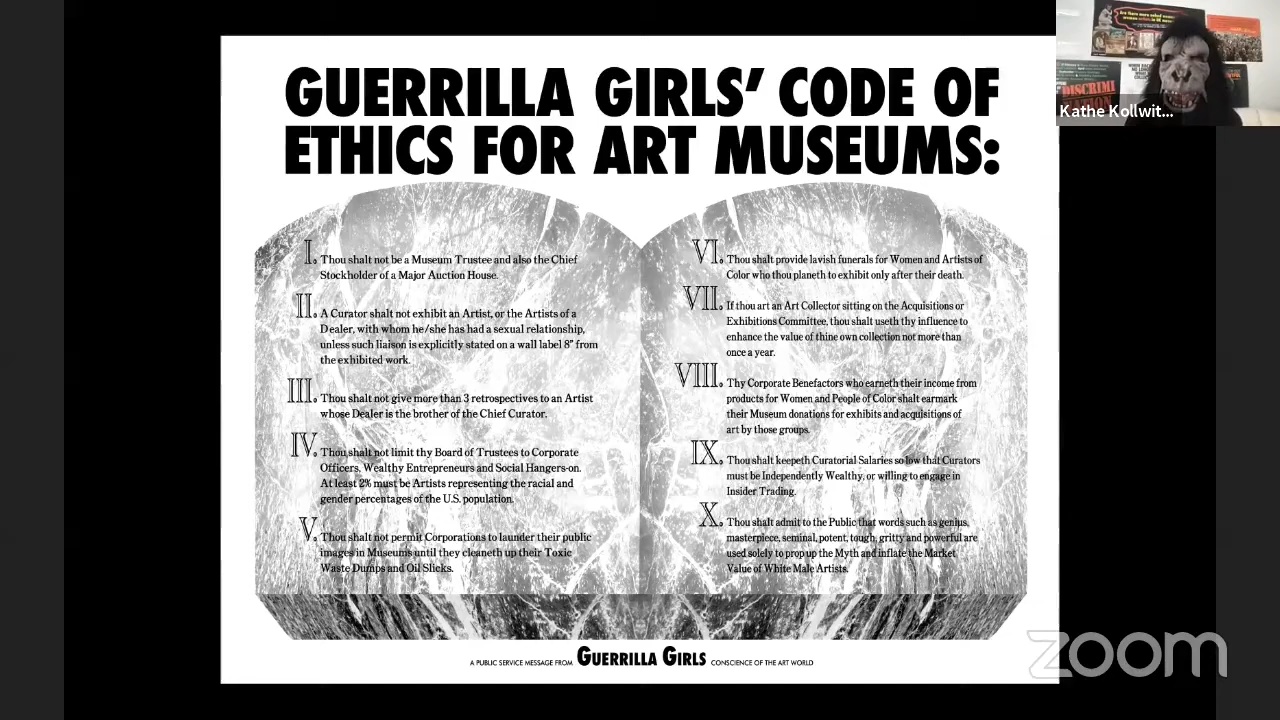 GUERRILLA GIRLS' CODE OF
ETHICS FOR ART MUSEUMS:
I. Thou shalt not be a Museum Trustee and also the Chief
Stockholder of a Major Auction House.
II. A Curator shalt not exhibit an Artist, or the Artists of a
Dealer, with whom he/she has had a sexual relationship,
unless such liaison is explicitly stated on a wall label 8" from
the exhibited work.
III. Thou shalt not give more than 3 retrospectives to an Artist
whose Dealer is the brother of the Chief Curator.
IV. Thou shalt not limit thy Board of Trustees to Corporate
Officers, Wealthy Entrepreneurs and Social Hangers-on.
At least 2% must be Artists representing the racial and
gender percentages of the U.S. population.
V. Thou shalt not permit Corporations to launder their public
images in Museums until they cleaneth up their Toxic
Waste Dumps and Oil Slicks.
VI. Thou shalt provide lavish funerals for Women and Artists of
Color who thou planeth to exhibit only after their death.
VII. If thou art an Art Collector sitting on the Acquisitions or
Exhibitions Committee, thou shalt useth thy influence to
enhance the value of thine own collection not more than
once a year.
VIII. Thy Corporate Benefactors who earneth their income from
products for Women and People of Color shalt earmark
their Museum donations for exhibits and acquisitions of
art by those groups.
IX. Thou shalt keepeth Curatorial Salaries so low that Curators
must be Independently Wealthy, or willing to engage in
Insider Trading.
X. Thou shalt admit to the Public that words such as genius,
masterpiece, seminal, potent, tough, gritty and powerful are
used solely to prop up the Myth and inflate the Market
Value of White Male Artists.
A PUBLIC SERVICE MESSAGE FROM GUERRILLA GIRLS CONSCIENCE OF THE ART WORLD
DISCRIMI
NATION
Kathe Kollwit...
zoom